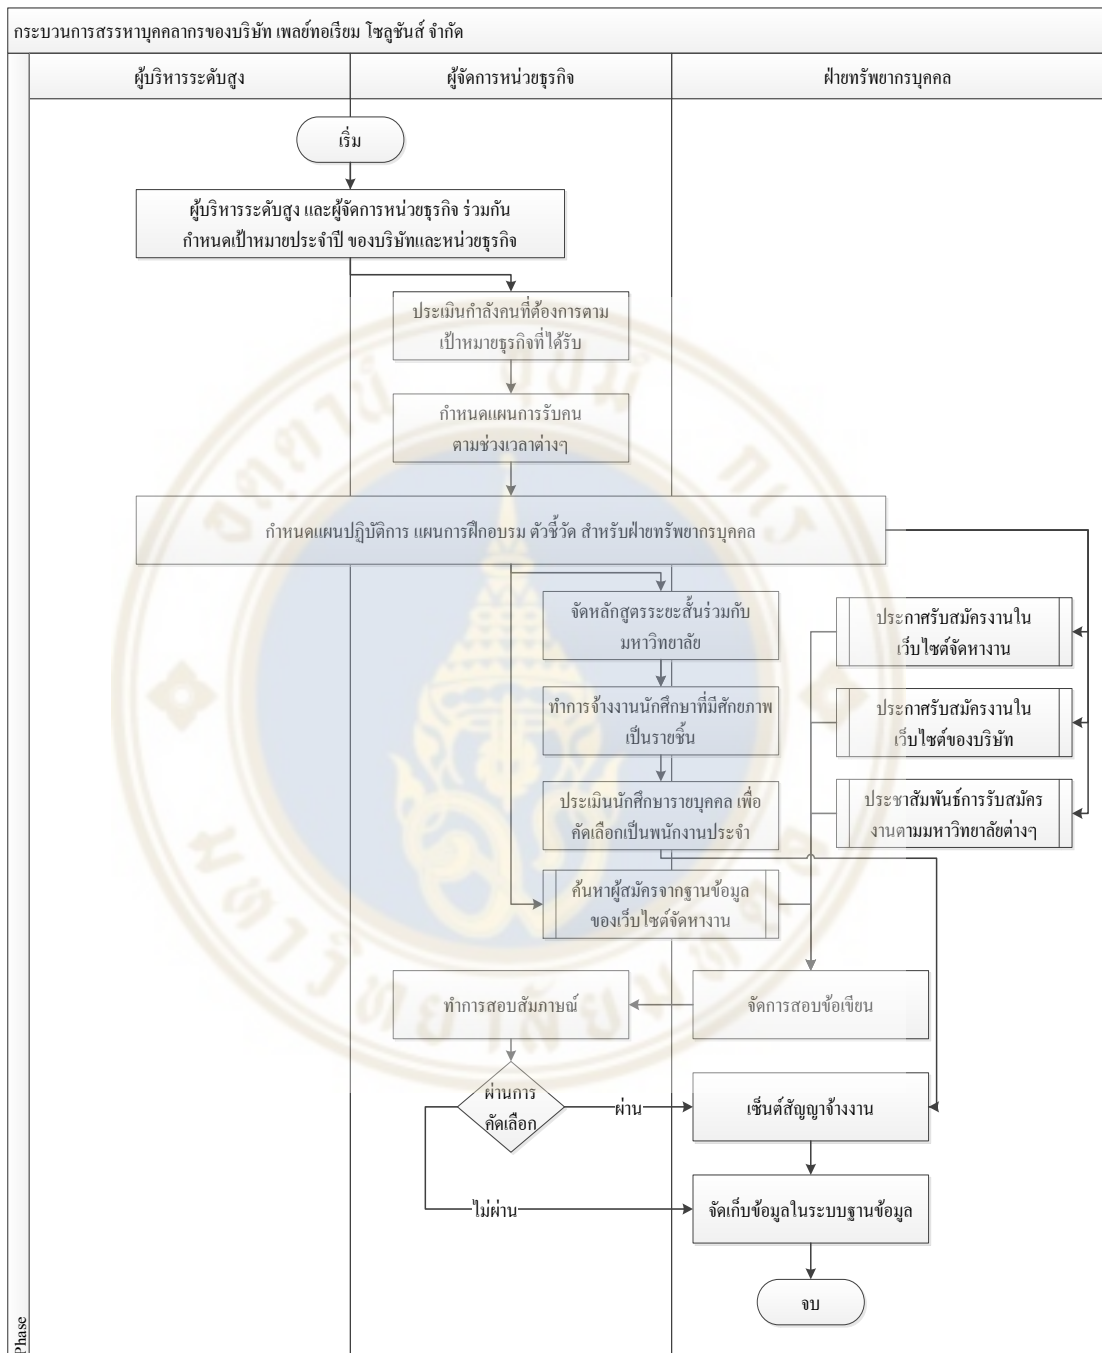 กระบวนการสรรหาบุคคลากรของบริษัท เพลย์ทอเรียม โซลูชันส์ จำกัด
ผู้บริหารระดับสูง
ผู้จัดการหน่วยธุรกิจ
ฝ่ายทรัพยากรบุคคล
เริ่ม
ผู้บริหารระดับสูง และผู้จัดการหน่วยธุรกิจ ร่วมกัน
กำหนดเป้าหมายประจำปี ของบริษัทและหน่วยธุรกิจ
ประเมินกำลังคนที่ต้องการตาม
เป้าหมายธุรกิจที่ได้รับ
กำหนดแผนการรับคน
ตามช่วงเวลาต่างๆ
กำหนดแผนปฏิบัติการ แผนการฝึกอบรม ตัวชี้วัด สำหรับฝ่ายทรัพยากรบุคคล
จัดหลักสูตรระยะสั้นร่วมกับ
มหาวิทยาลัย
ประกาศรับสมัครงานใน
เว็บไซต์จัดหางาน
ทำการจ้างงานนักศึกษาที่มีศักยภาพ
เป็นรายชิ้น
ประกาศรับสมัครงานใน
เว็บไซต์ของบริษัท
ประเมินนักศึกษารายบุคคล เพื่อ
คัดเลือกเป็นพนักงานประจำ
ประชาสัมพันธ์การรับสมัคร
งานตามมหาวิทยาลัยต่างๆ
ค้นหาผู้สมัครจากฐานข้อมูล
ของเว็บไซต์จัดหางาน
ทำการสอบสัมภาษณ์
จัดการสอบข้อเขียน
ผ่านการ
คัดเลือก
ผ่าน
เซ็นต์สัญญาจ้างงาน
ไม่ผ่าน
จัดเก็บข้อมูลในระบบฐานข้อมูล
จบ
Phase
อตฺตานํ อุปมํ กเร
มหาวิทยาลัยมหิดล